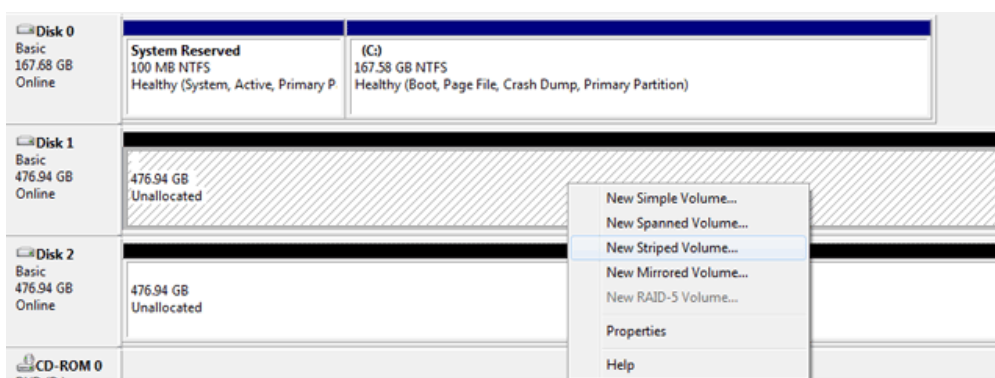 Disk 0
Basic
167.68 GB
Online
System Reserved
100 MB NTFS
Healthy (System, Active, Primary P
(C:)
167.58 GB NTFS
Healthy (Boot, Page File, Crash Dump, Primary Partition)
Disk 1
Basic
476.94 GB
Online
476.94 GB
Unallocated
New Simple Volume...
New Spanned Volume...
New Striped Volume...
New Mirrored Volume...
New RAID-5 Volume...
Properties
Help
Disk 2
Basic
476.94 GB
Online
476.94 GB
Unallocated
CD-ROM 0